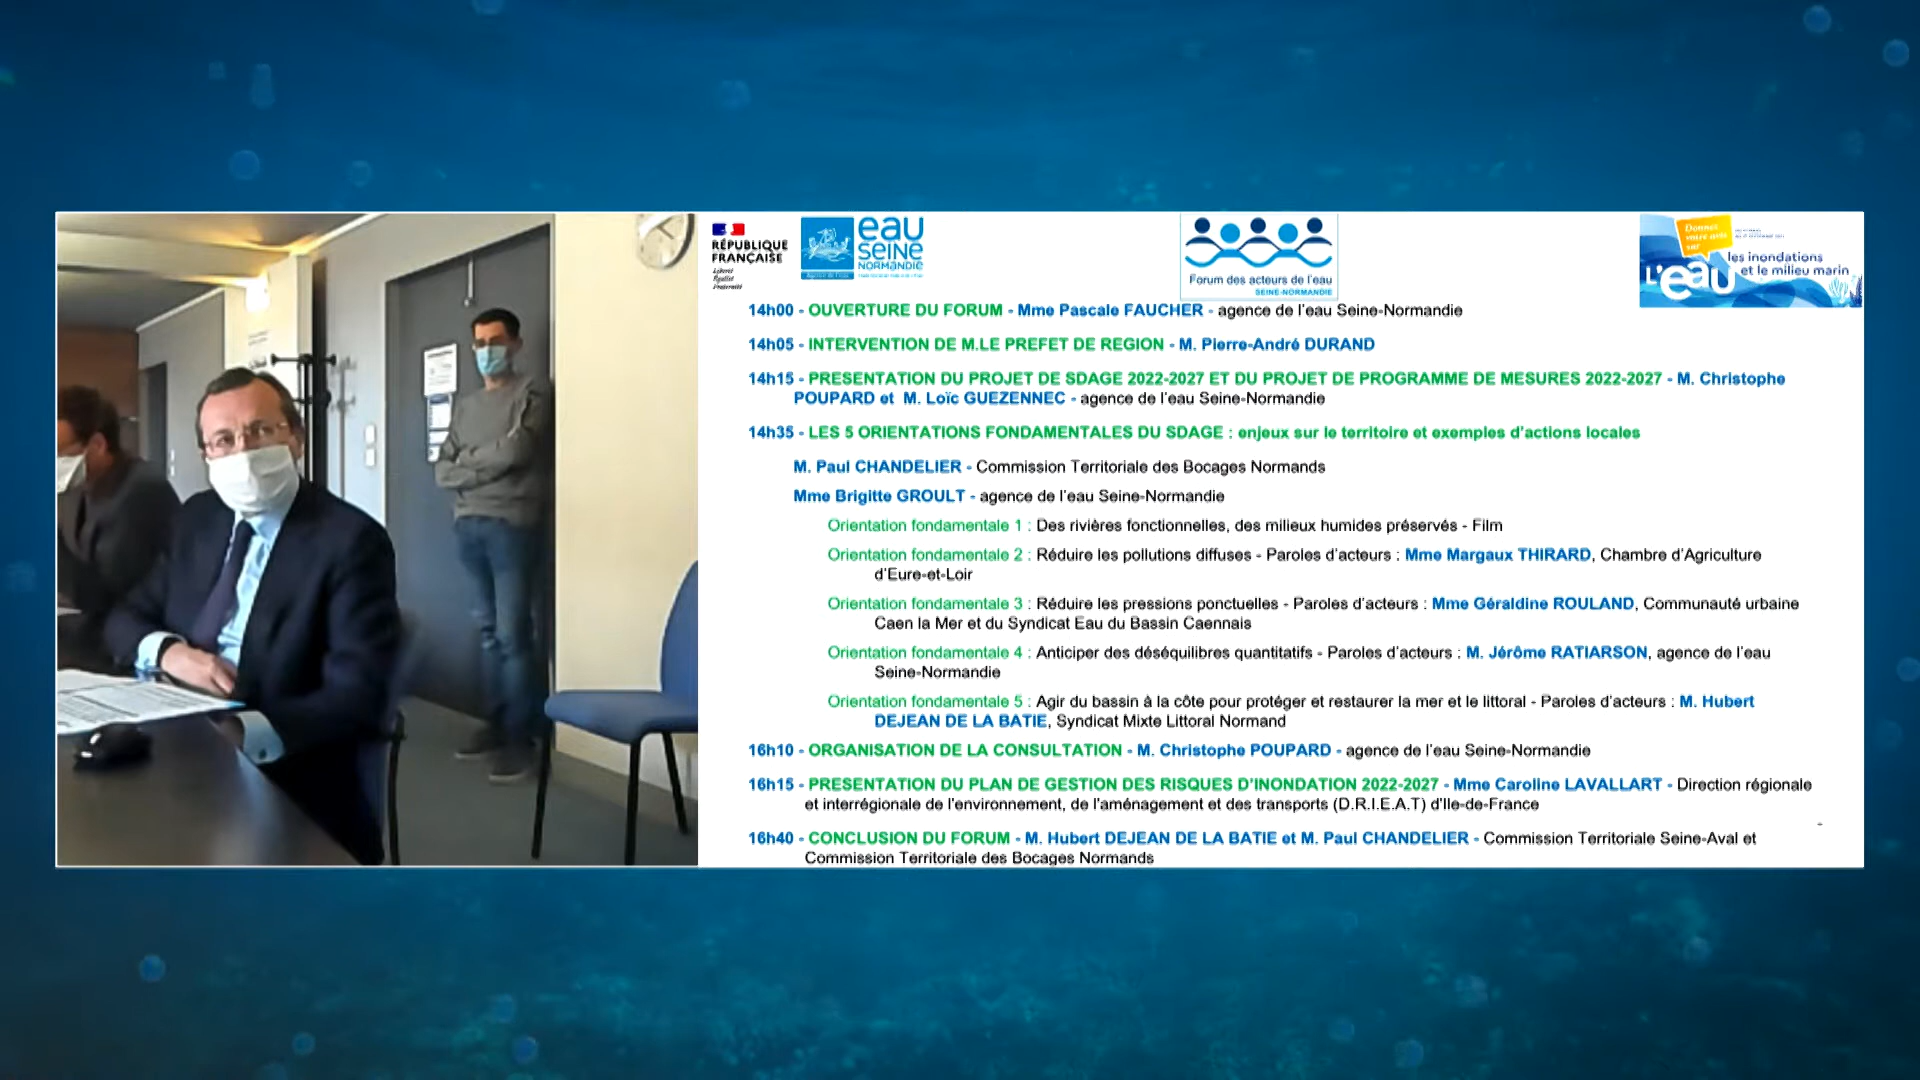 RÉPUBLIQUE
FRANÇAISE
Liberté
Égalité
Fraternité
eau
seine
NORMANDIE
Forum des acteurs de l'eau
SEINE-NORMANDIE
Donnez
votre avis
sur
L'eau
les inondations
et le milieu marin
14h00 - OUVERTURE DU FORUM - Mme Pascale FAUCHER - agence de l'eau Seine-Normandie
14h05 - INTERVENTION DE M.LE PREFET DE REGION - M. Pierre-André DURAND
14h15 - PRESENTATION DU PROJET DE SDAGE 2022-2027 ET DU PROJET DE PROGRAMME DE MESURES 2022-2027 - M. Christophe
POUPARD et M. Loïc GUEZENNEC - agence de l'eau Seine-Normandie
14h35 - LES 5 ORIENTATIONS FONDAMENTALES DU SDAGE : enjeux sur le territoire et exemples d'actions locales
M. Paul CHANDELIER - Commission Territoriale des Bocages Normands
Mme Brigitte GROULT - agence de l'eau Seine-Normandie
Orientation fondamentale 1 : Des rivières fonctionnelles, des milieux humides préservés - Film
Orientation fondamentale 2 : Réduire les pollutions diffuses - Paroles d'acteurs : Mme Margaux THIRARD, Chambre d'Agriculture
d'Eure-et-Loir
Orientation fondamentale 3 : Réduire les pressions ponctuelles - Paroles d'acteurs : Mme Géraldine ROULAND, Communauté urbaine
Caen la Mer et du Syndicat Eau du Bassin Caennais
Orientation fondamentale 4 : Anticiper des déséquilibres quantitatifs - Paroles d'acteurs : M. Jérôme RATIARSON, agence de l'eau
Seine-Normandie
Orientation fondamentale 5 : Agir du bassin à la côte pour protéger et restaurer la mer et le littoral - Paroles d'acteurs : M. Hubert
DEJEAN DE LA BATIE, Syndicat Mixte Littoral Normand
16h10 - ORGANISATION DE LA CONSULTATION - M. Christophe POUPARD - agence de l'eau Seine-Normandie
16h15 - PRESENTATION DU PLAN DE GESTION DES RISQUES D'INONDATION 2022-2027 - Mme Caroline LAVALLART - Direction régionale
et interrégionale de l'environnement, de l'aménagement et des transports (D.R.I.E.A.T) d'Ile-de-France
16h40 - CONCLUSION DU FORUM - M. Hubert DEJEAN DE LA BATIE et M. Paul CHANDELIER - Commission Territoriale Seine-Aval et
Commission Territoriale des Bocages Normands